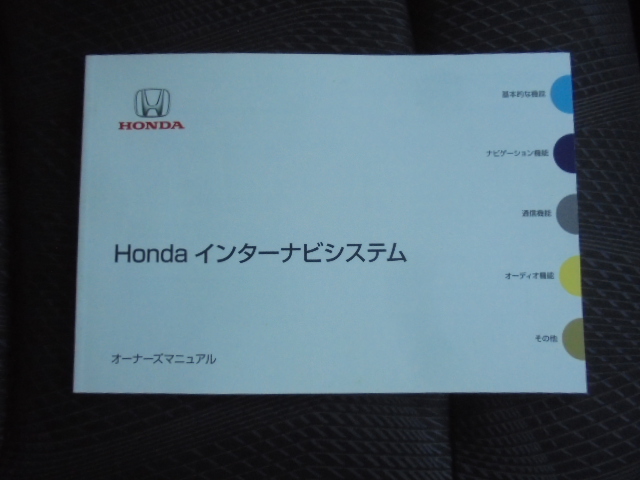 HONDA
基本的な機能
ナビゲーション機能
通信機能
Honda インターナビシステム
オーディオ機能
その他
オーナーズマニュアル